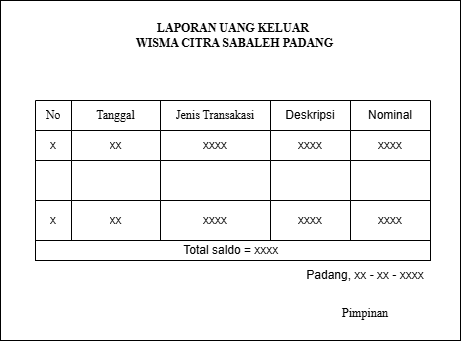 LAPORAN UANG KELUAR
WISMA CITRA SABALEH PADANG
No Tanggal Jenis Transakasi Deskripsi Nominal
x xx xxxx xxxx xxxx
x xx xxxx xxxx xxxx
Total saldo = xxxx
Padang, xx - xx - xxxx
Pimpinan